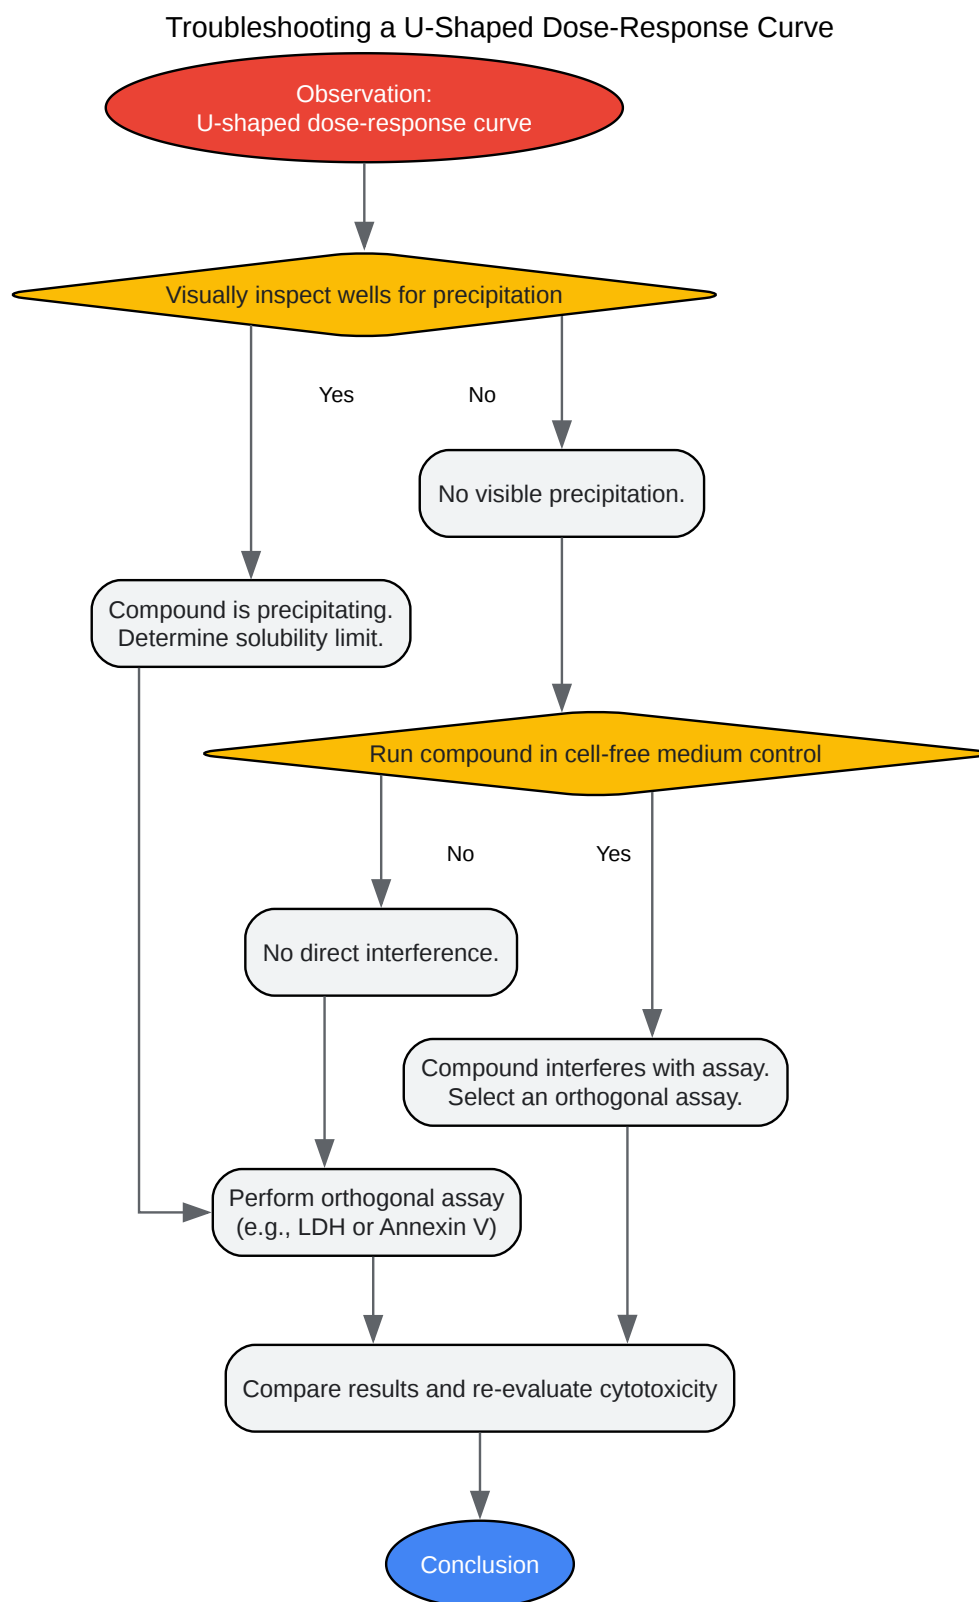 Troubleshooting a U-Shaped Dose-Response Curve
Observation:
U-shaped dose-response curve
Visually inspect wells for precipitation
Yes
No
No visible precipitation.
Compound is precipitating.
Determine solubility limit.
Run compound in cell-free medium control
No
Yes
No direct interference.
Compound interferes with assay.
Select an orthogonal assay.
Perform orthogonal assay
(e.g., LDH or Annexin V)
Compare results and re-evaluate cytotoxicity
Conclusion